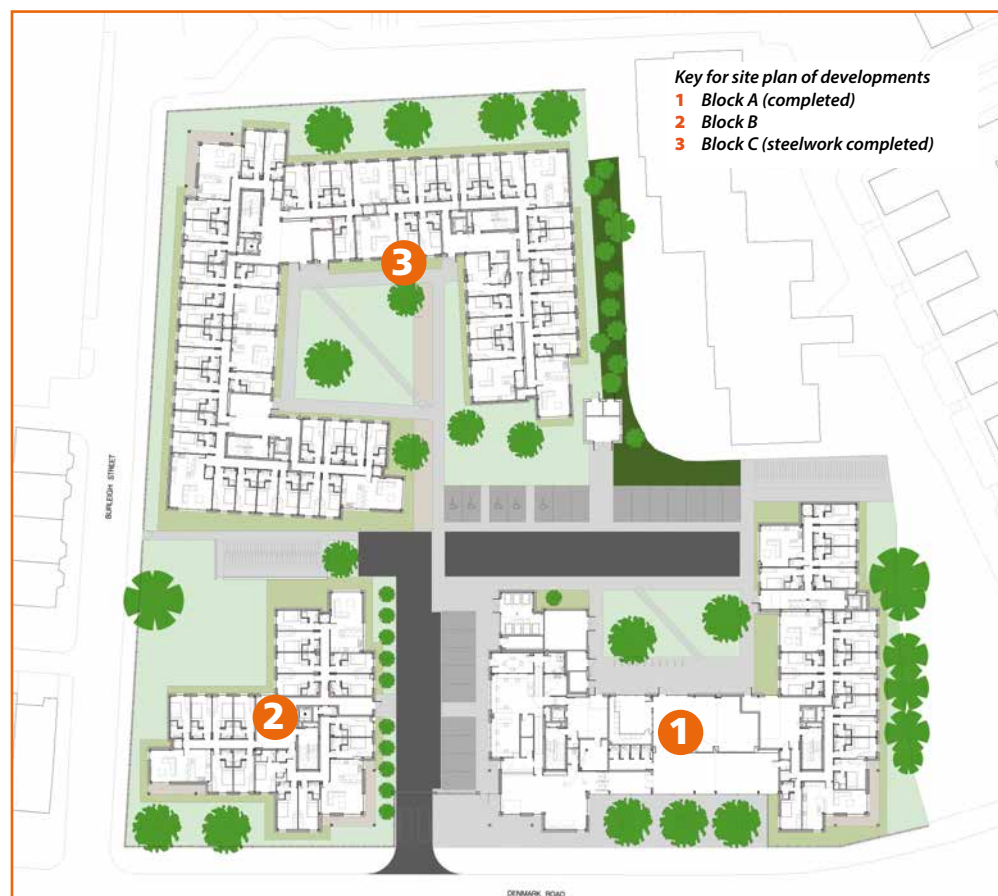 Key for site plan of developments
1 Block A (completed)
2 Block B
3 Block C (steelwork completed)
3
BURLEIGH STREET
2
1
DENMARK ROAD